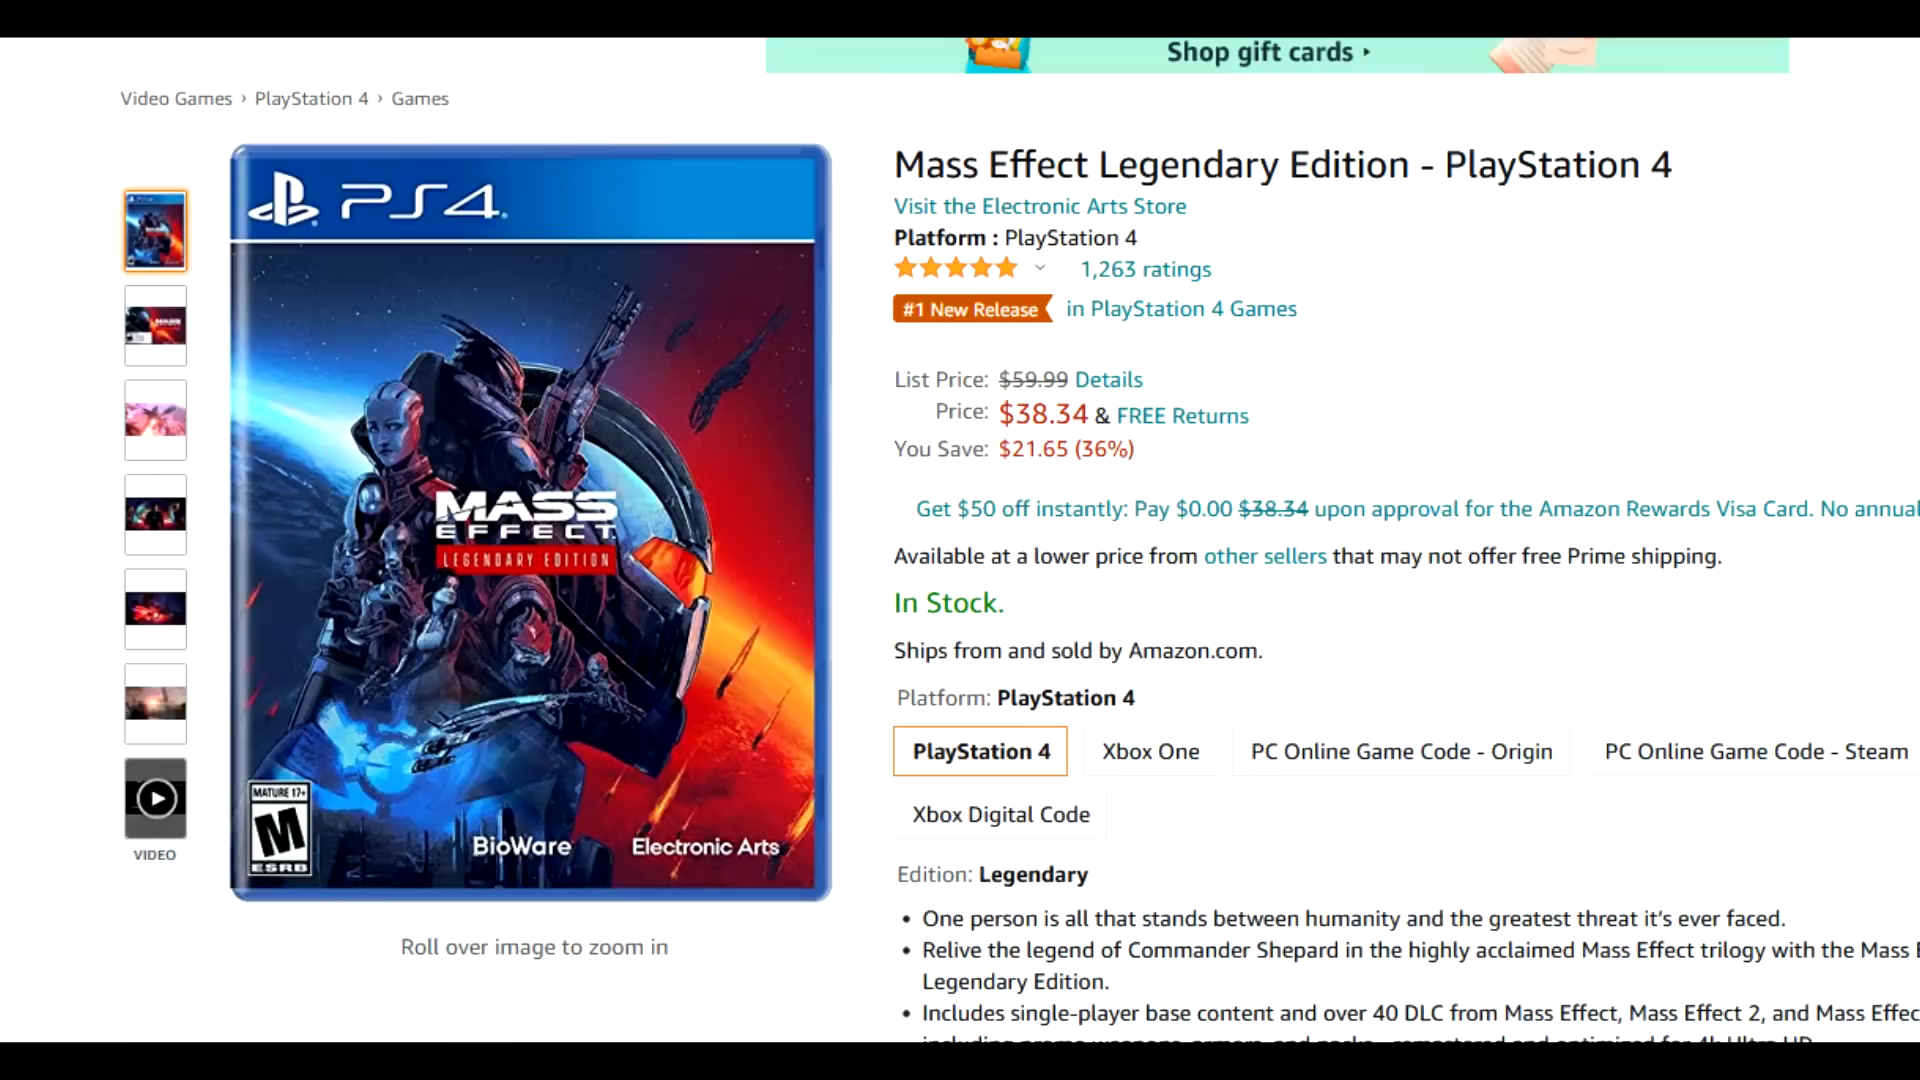 Shop gift cards ▸
Video Games › PlayStation 4 › Games
PS4
MASS
EFFECT
LEGENDARY EDITION
MATURE 17+
M
ESRB
BioWare
Electronic Arts
VIDEO
Roll over image to zoom in
Mass Effect Legendary Edition - PlayStation 4
Visit the Electronic Arts Store
Platform : PlayStation 4
1,263 ratings
#1 New Release in PlayStation 4 Games
List Price: $59.99 Details
Price: $38.34 & FREE Returns
You Save: $21.65 (36%)
Get $50 off instantly: Pay $0.00 $38.34 upon approval for the Amazon Rewards Visa Card. No annual
Available at a lower price from other sellers that may not offer free Prime shipping.
In Stock.
Ships from and sold by Amazon.com.
Platform: PlayStation 4
PlayStation 4 Xbox One PC Online Game Code - Origin PC Online Game Code - Steam
Xbox Digital Code
Edition: Legendary
• One person is all that stands between humanity and the greatest threat it's ever faced.
• Relive the legend of Commander Shepard in the highly acclaimed Mass Effect trilogy with the Mass
Legendary Edition.
• Includes single-player base content and over 40 DLC from Mass Effect, Mass Effect 2, and Mass Effec